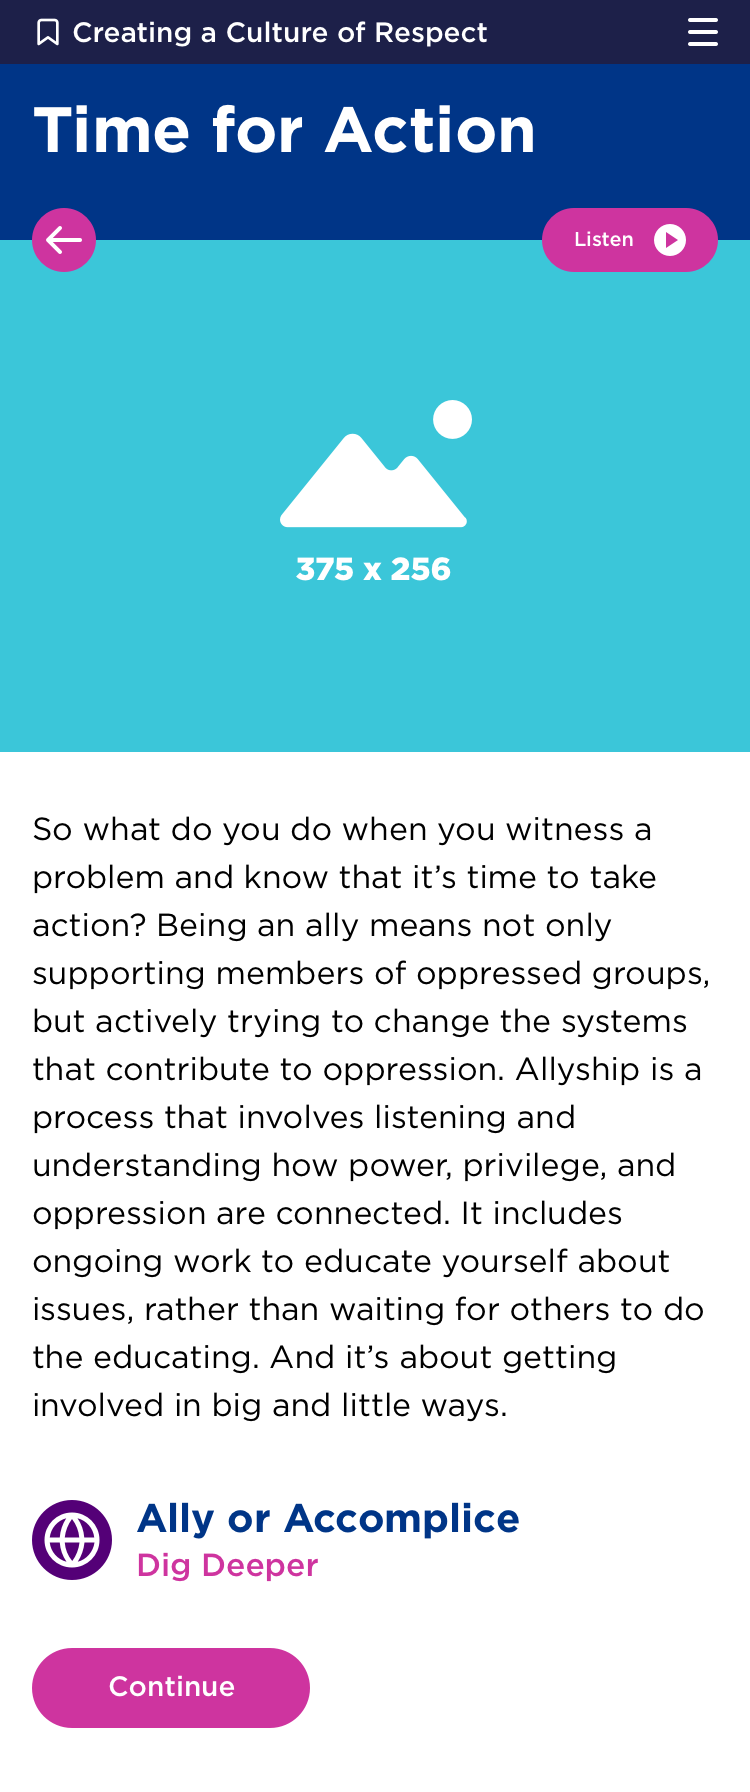 Creating a Culture of Respect
Time for Action
Listen
375 x 256
So what do you do when you witness a
problem and know that it’s time to take
action? Being an ally means not only
supporting members of oppressed groups,
but actively trying to change the systems
that contribute to oppression. Allyship is a
process that involves listening and
understanding how power, privilege, and
oppression are connected. It includes
ongoing work to educate yourself about
issues, rather than waiting for others to do
the educating. And it’s about getting
involved in big and little ways.
Ally or Accomplice
Dig Deeper
Continue